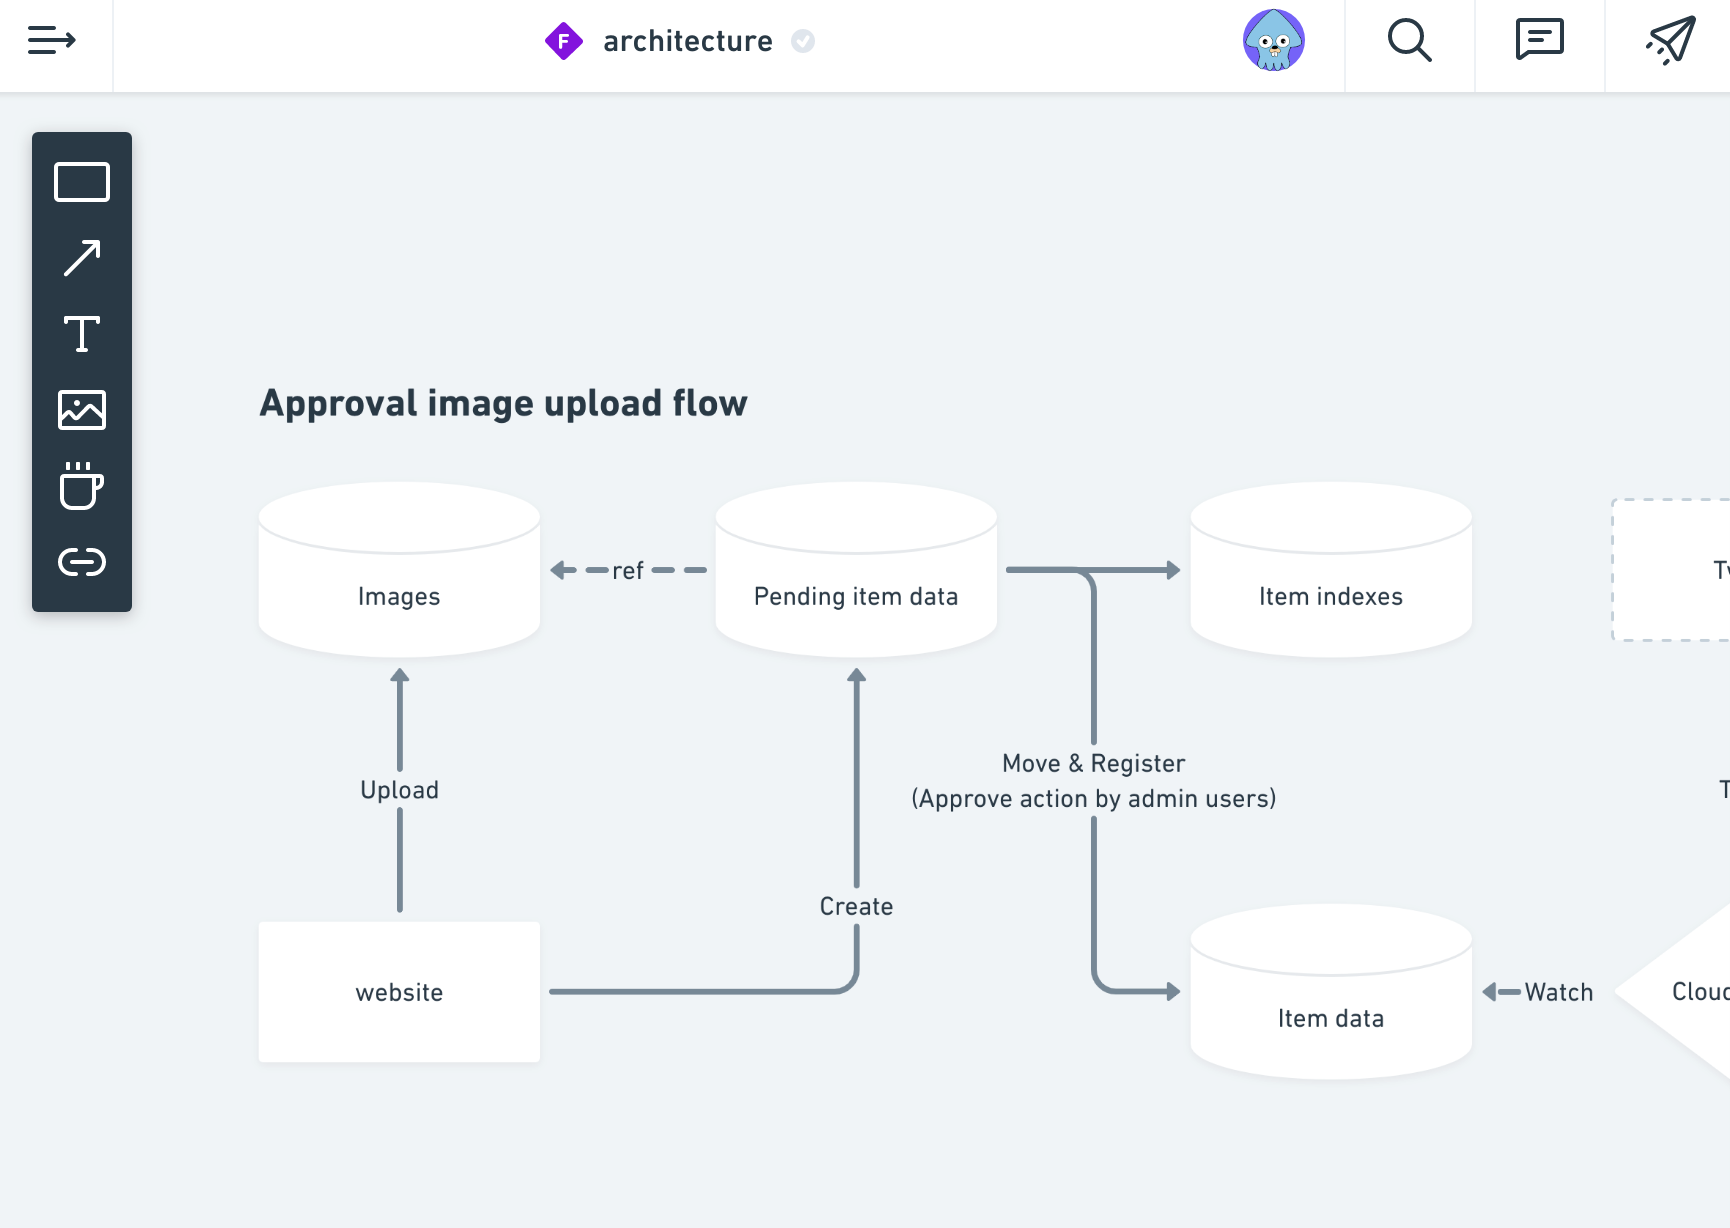 F architecture
Approval image upload flow
Images
ref
Pending item data
Item indexes
Upload
Move & Register
(Approve action by admin users)
Create
website
Item data
Watch